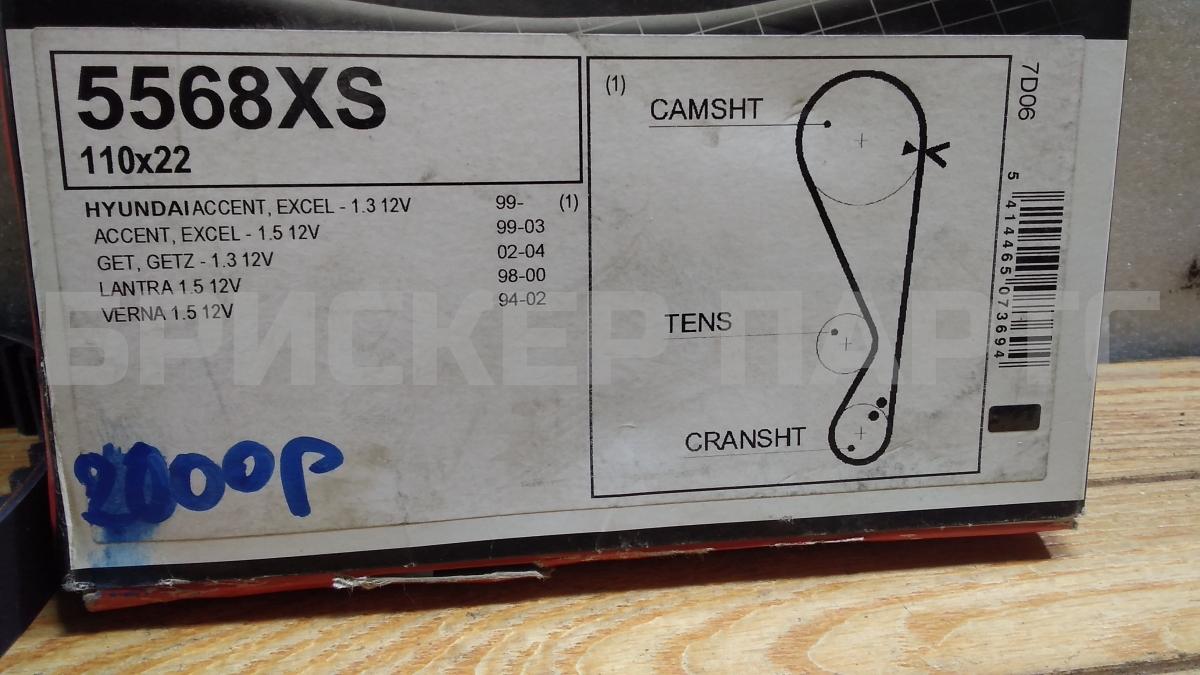 5568XS
110x22
HYUNDAI ACCENT, EXCEL - 1.3 12V 99- (1)
ACCENT, EXCEL - 1.5 12V 99-03
GET, GETZ - 1.3 12V 02-04
LANTRA 1.5 12V 98-00
VERNA 1.5 12V 94-02
(1)
CAMSHT
TENS
CRANSHT
7D06
5 414465 073694
БРИСКЕР ПАРТС